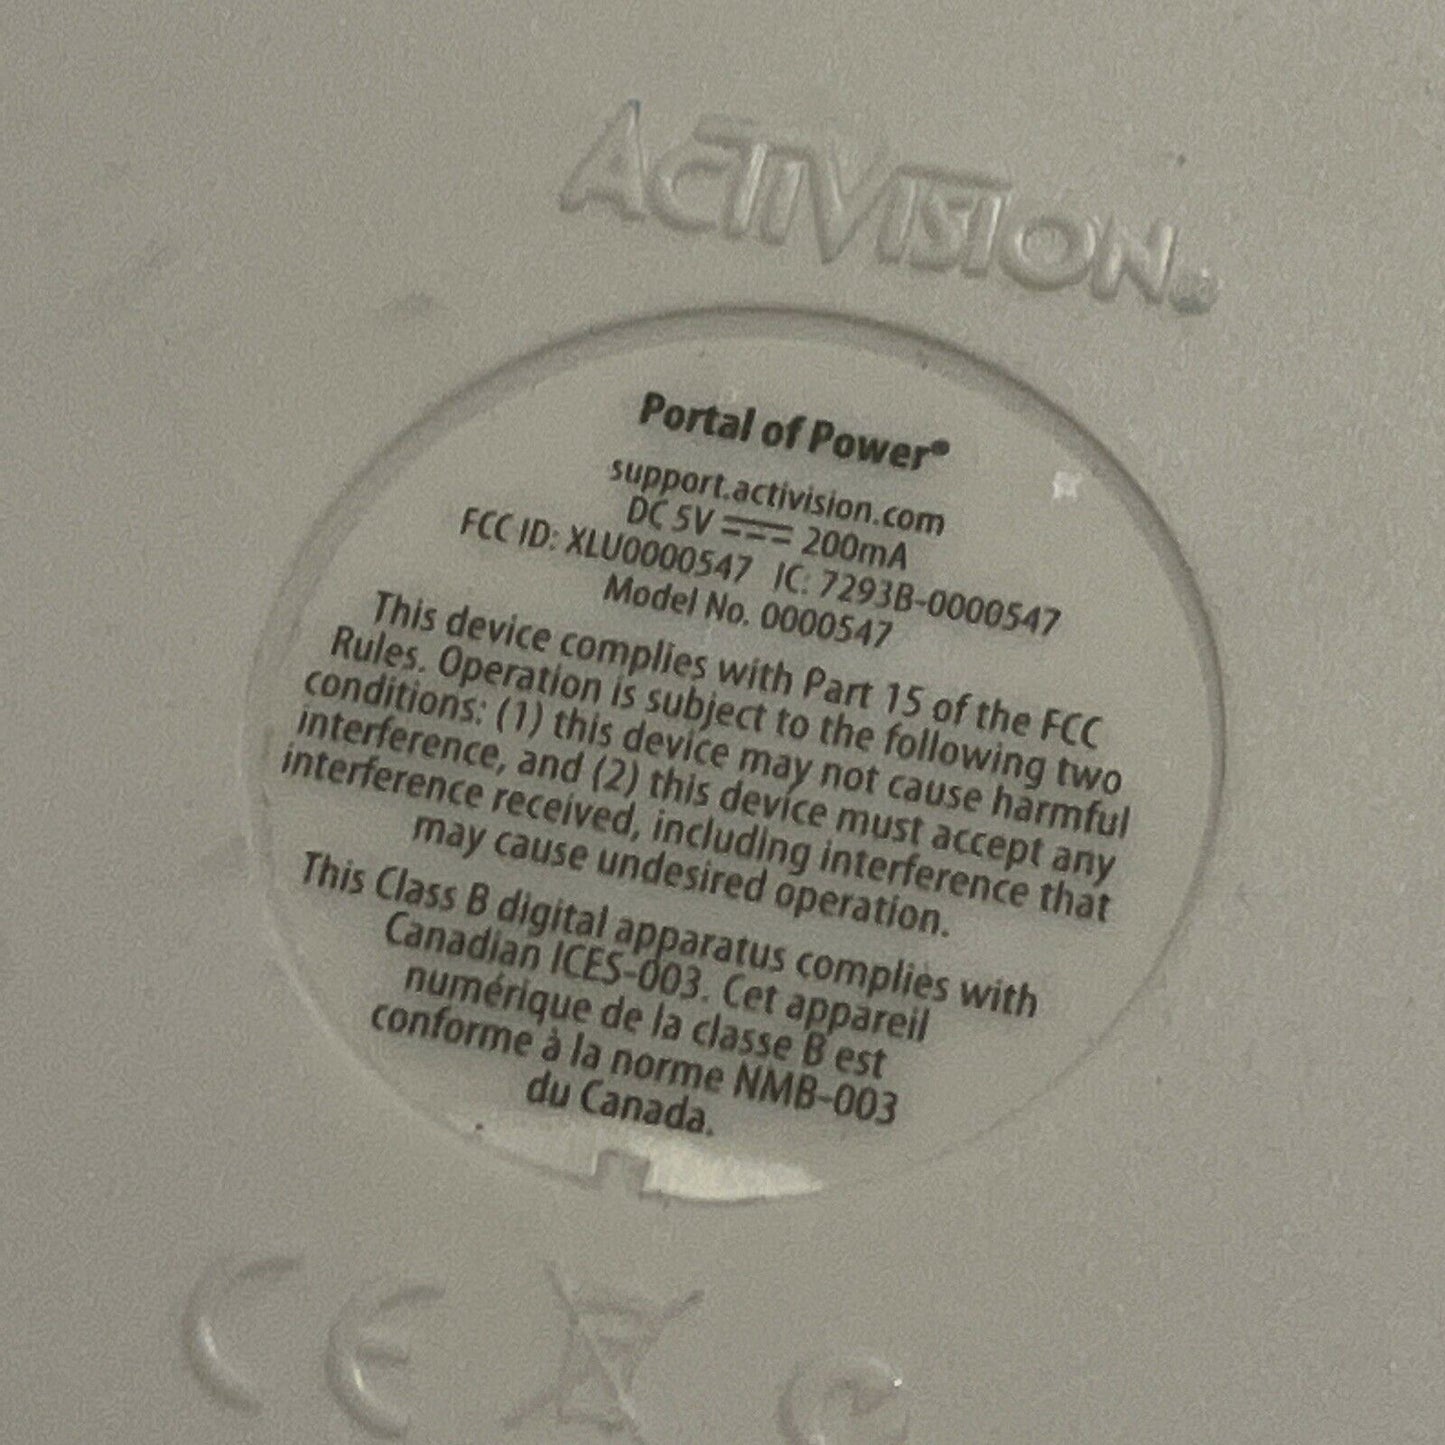 ACTIVISION®
Portal of Power®
support.activision.com
DC 5V ⎓ 200mA
FCC ID: XLU0000547 IC: 7293B-0000547
Model No. 0000547
This device complies with Part 15 of the FCC
Rules. Operation is subject to the following two
conditions: (1) this device may not cause harmful
interference, and (2) this device must accept any
interference received, including interference that
may cause undesired operation.
This Class B digital apparatus complies with
Canadian ICES-003. Cet appareil
numérique de la classe B est
conforme à la norme NMB-003
du Canada.
CE